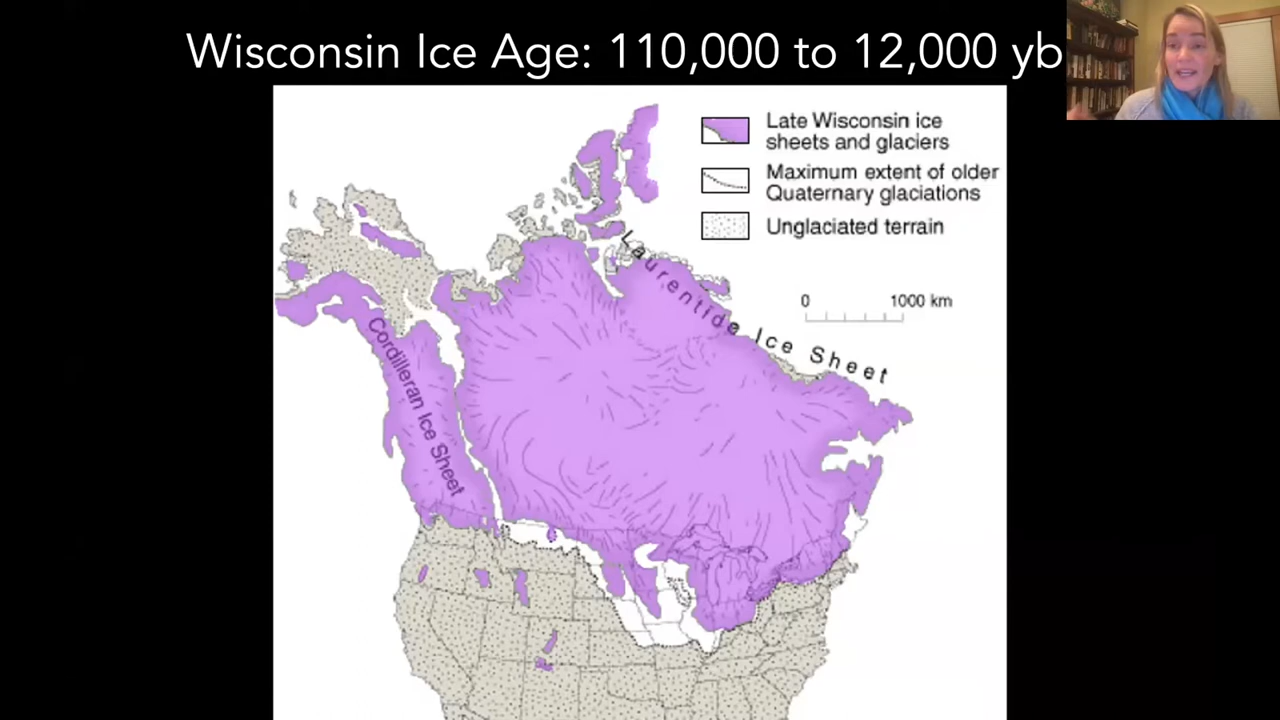 Wisconsin Ice Age: 110,000 to 12,000 yb
Late Wisconsin ice
sheets and glaciers
Maximum extent of older
Quaternary glaciations
Unglaciated terrain
0 1000 km
Laurentide Ice Sheet
Cordilleran Ice Sheet